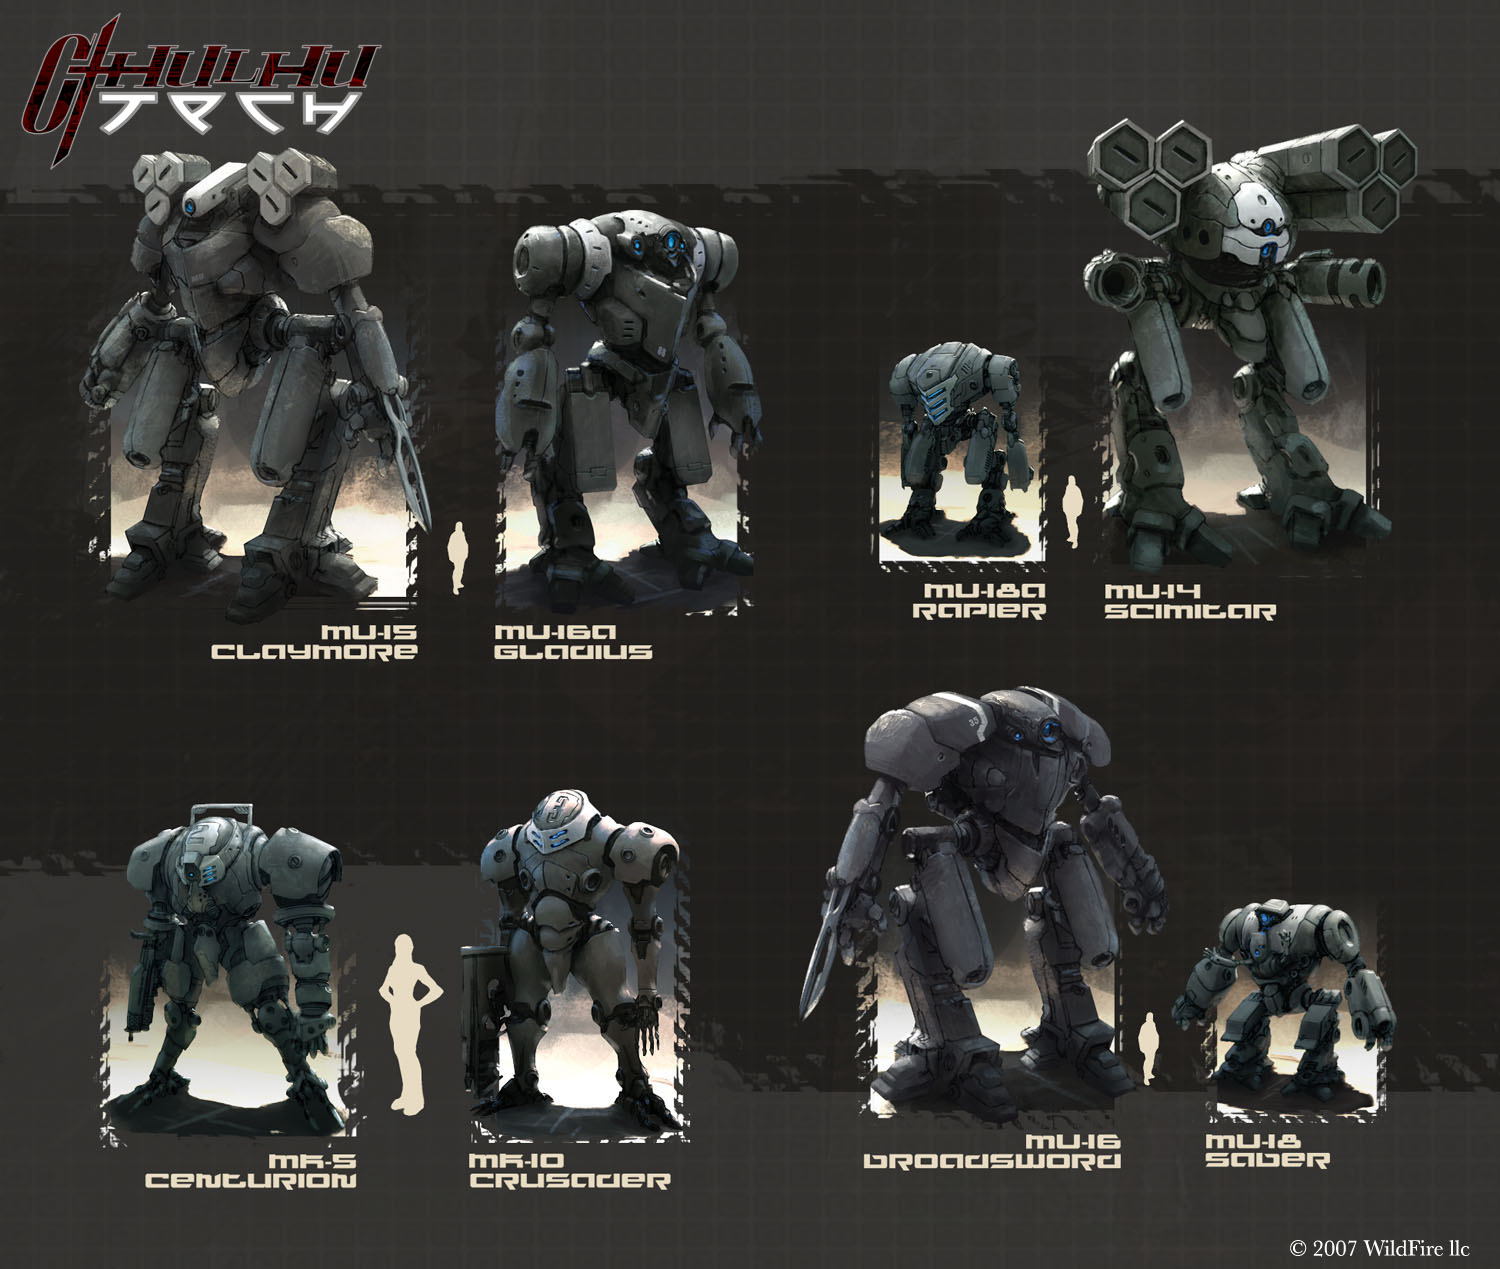 CTHULHU
TECH
MU-15
CLAYMORE
MU-16A
GLADIUS
MU-18A
RAPIER
MU-14
SCIMITAR
MK-5
CENTURION
MK-10
CRUSADER
MU-16
BROADSWORD
MU-18
SABER
© 2007 WildFire llc